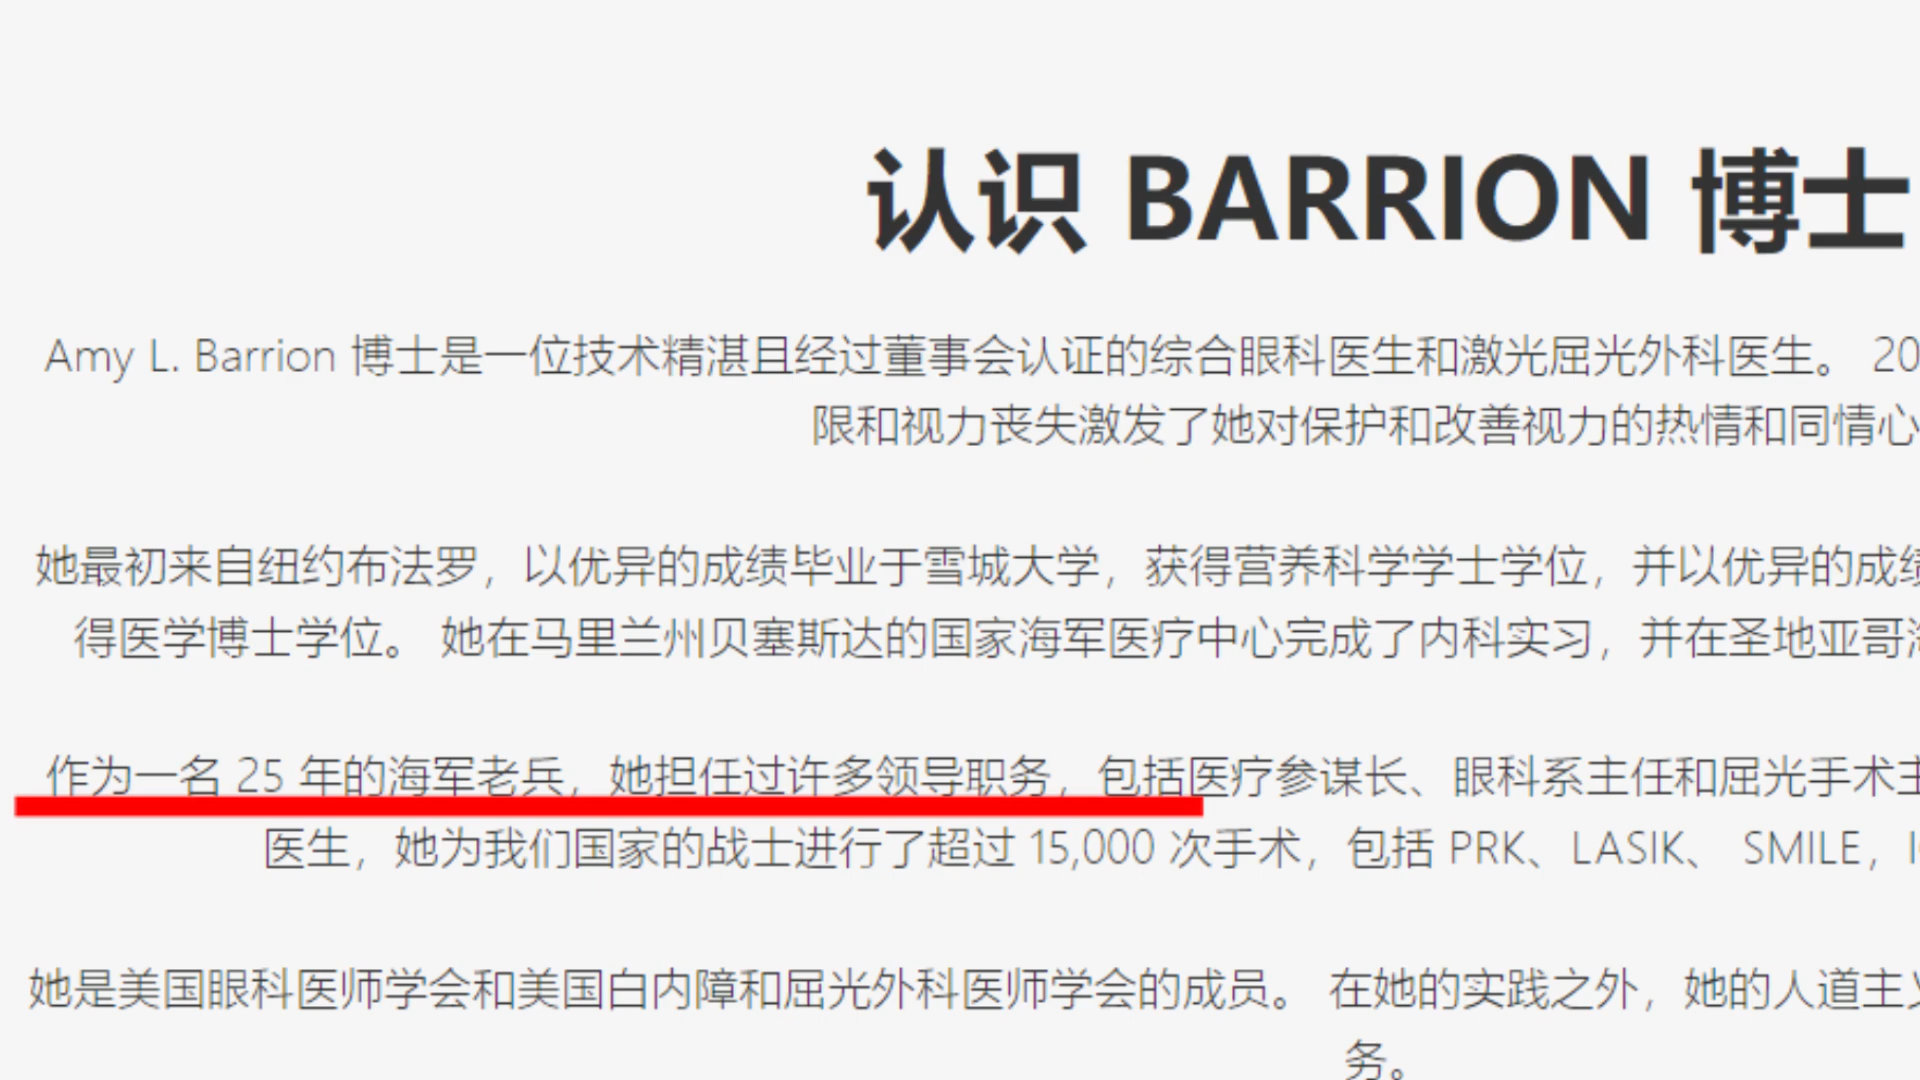 认识 BARRION 博士
Amy L. Barrion 博士是一位技术精湛且经过董事会认证的综合眼科医生和激光屈光外科医生。 20
限和视力丧失激发了她对保护和改善视力的热情和同情心
她最初来自纽约布法罗，以优异的成绩毕业于雪城大学，获得营养科学学士学位，并以优异的成绩
得医学博士学位。 她在马里兰州贝塞斯达的国家海军医疗中心完成了内科实习，并在圣地亚哥海
作为一名 25 年的海军老兵，她担任过许多领导职务，包括医疗参谋长、眼科系主任和屈光手术主
医生，她为我们国家的战士进行了超过 15,000 次手术，包括 PRK、LASIK、 SMILE，I
她是美国眼科医师学会和美国白内障和屈光外科医师学会的成员。 在她的实践之外，她的人道主义
务。